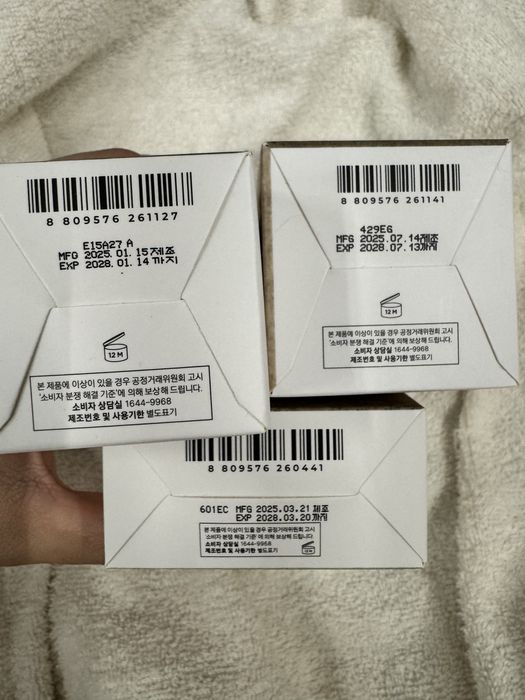 8 809576 261127
E15A27 A
MFG 2025.01.15제조
EXP 2028.01.14까지
12 M
본 제품에 이상이 있을 경우 공정거래위원회 고시
'소비자 분쟁 해결 기준'에 의해 보상해 드립니다.
소비자 상담실 1644-9968
제조번호 및 사용기한 별도표기
8 809576 261141
429EG
MFG 2025.07.14제조
EXP 2028.07.13까지
12 M
본 제품에 이상이 있을 경우 공정거래위원회 고시
'소비자 분쟁 해결 기준'에 의해 보상해 드립니다.
소비자 상담실 1644-9968
제조번호 및 사용기한 별도표기
8 809576 260441
601EC MFG 2025.03.21 제조
EXP 2028.03.20까지
본 제품에 이상이 있을 경우 공정거래위원회 고시
'소비자 분쟁 해결 기준'에 의해 보상해 드립니다.
소비자 상담실 1644-9968
제조번호 및 사용기한 별도표기